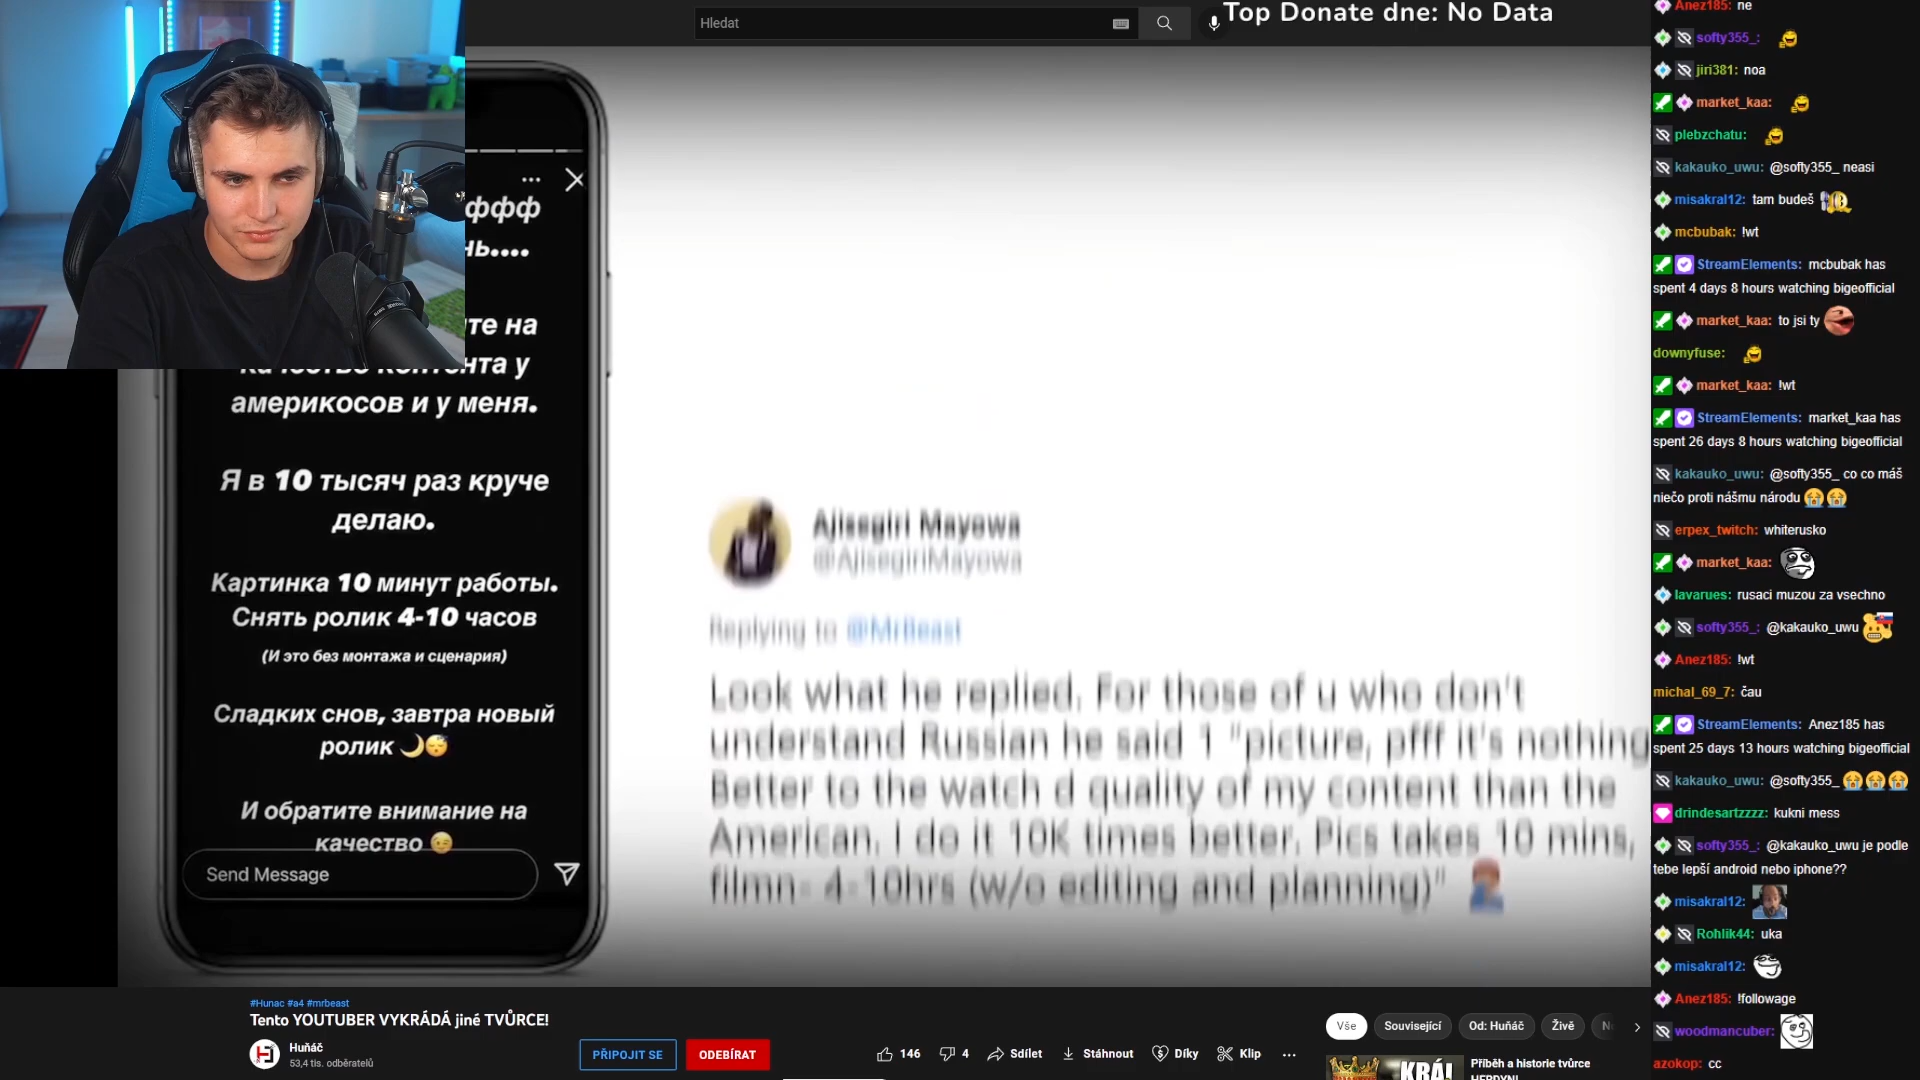 Hledat
Top Donate dne: No Data
ффф
нь....
те на
нта у
америкосов и у меня.
Я в 10 тысяч раз круче
делаю.
Картинка 10 минут работы.
Снять ролик 4-10 часов
(И это без монтажа и сценария)
Сладких снов, завтра новый
ролик
И обратите внимание на
качество
Send Message
Ajisegiri Mayowa
@AjisegiriMayowa
Replying to @MrBeast
Look what he replied. For those of u who don't
understand Russian he said 1 "picture, pfff it's nothing
Better to the watch d quality of my content than the
American. I do it 10K times better. Pics takes 10 mins,
filmn- 4-10hrs (w/o editing and planning)"
#Hunac #a4 #mrbeast
Tento YOUTUBER VYKRÁDÁ jiné TVŮRCE!
Huňáč
53,4 tis. odběratelů
PŘIPOJIT SE
ODEBÍRAT
146
4
Sdílet
Stáhnout
Díky
Klip
Vše
Související
Od: Huňáč
Živě
KRÁL
Příběh a historie tvůrce
HERDYN!
Anez185: ne
softy355_:
jiri381: noa
market_kaa:
plebzchatu:
kakauko_uwu: @softy355_ neasi
misakral12: tam budeš
mcbubak: !wt
StreamElements: mcbubak has
spent 4 days 8 hours watching bigeofficial
market_kaa: to jsi ty
downyfuse:
market_kaa: !wt
StreamElements: market_kaa has
spent 26 days 8 hours watching bigeofficial
kakauko_uwu: @softy355_ co co máš
niečo proti nášmu národu
erpex_twitch: whiterusko
market_kaa:
lavarues: rusaci muzou za vsechno
softy355_: @kakauko_uwu
Anez185: !wt
michal_69_7: čau
StreamElements: Anez185 has
spent 25 days 13 hours watching bigeofficial
kakauko_uwu: @softy355_
drindesartzzzz: kukni mess
softy355_: @kakauko_uwu je podle
tebe lepší android nebo iphone??
misakral12:
Rohlik44: uka
misakral12:
Anez185: !followage
woodmancuber:
azokop: cc